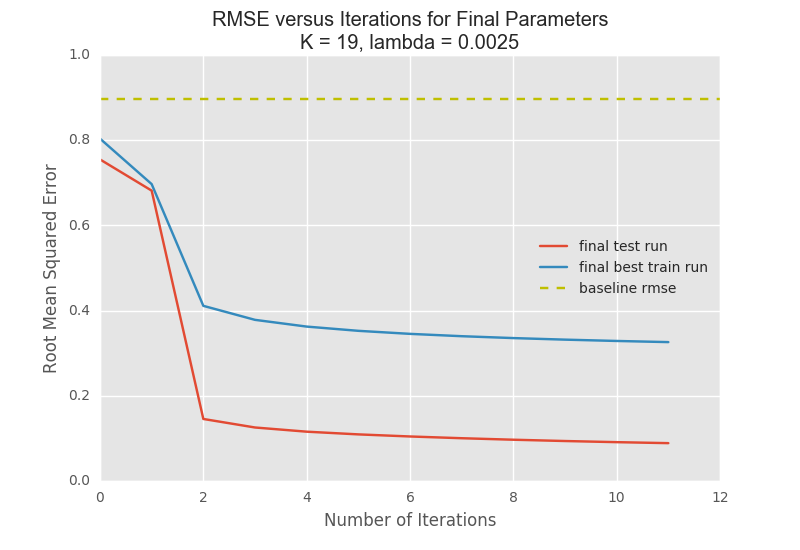 RMSE versus Iterations for Final Parameters
K = 19, lambda = 0.0025
1.0
0.8
0.6
0.4
0.2
0.0
Root Mean Squared Error
final test run
final best train run
baseline rmse
0 2 4 6 8 10 12
Number of Iterations